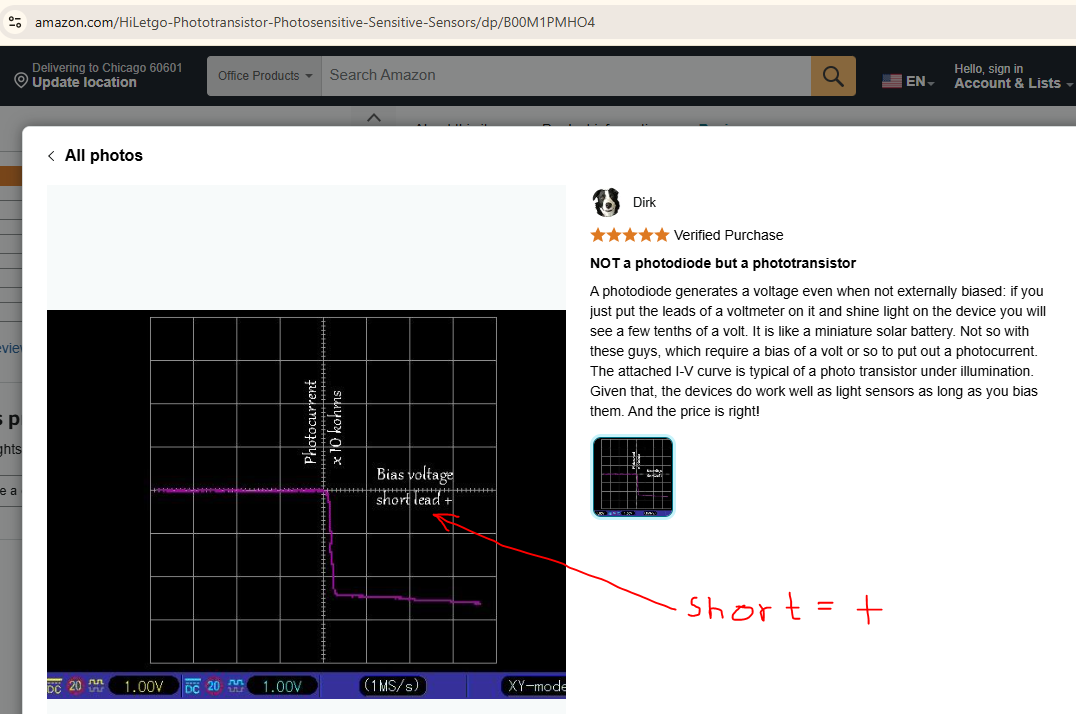 amazon.com/HiLetgo-Phototransistor-Photosensitive-Sensitive-Sensors/dp/B00M1PMHO4
Delivering to Chicago 60601
Update location
Office Products
Search Amazon
EN
Hello, sign in
Account & Lists
All photos
Dirk
Verified Purchase
NOT a photodiode but a phototransistor
A photodiode generates a voltage even when not externally biased: if you
just put the leads of a voltmeter on it and shine light on the device you will
see a few tenths of a volt. It is like a miniature solar battery. Not so with
these guys, which require a bias of a volt or so to put out a photocurrent.
The attached I-V curve is typical of a photo transistor under illumination.
Given that, the devices do work well as light sensors as long as you bias
them. And the price is right!
Photocurrent
x 10 kohms
Bias voltage
short lead +
short = +
DC 20 1.00V DC 20 1.00V (1MS/s) XY-mode